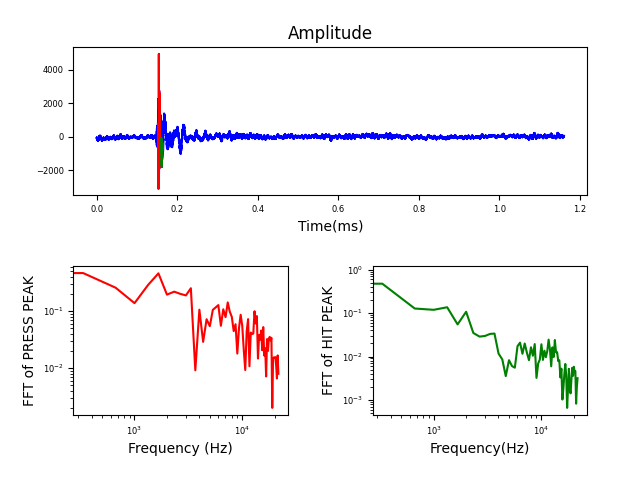 Amplitude
4000
2000
0
−2000
0.0 0.2 0.4 0.6 0.8 1.0 1.2
Time(ms)
FFT of PRESS PEAK
10⁻¹
10⁻²
10³ 10⁴
Frequency (Hz)
FFT of HIT PEAK
10⁰
10⁻¹
10⁻²
10⁻³
10³ 10⁴
Frequency(Hz)